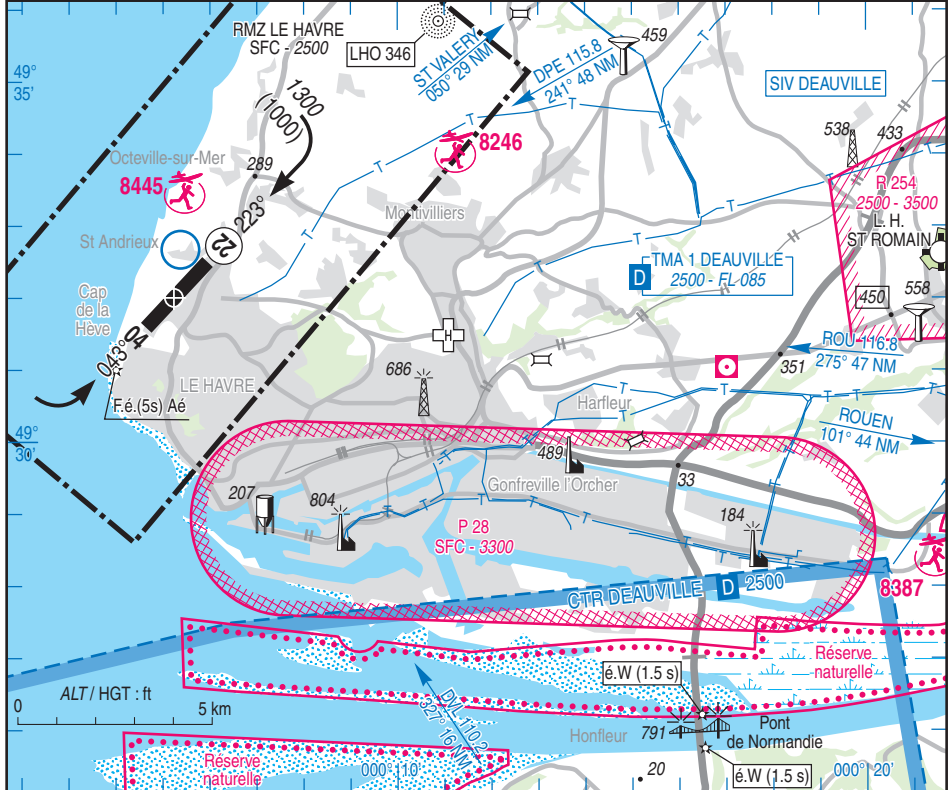 RMZ LE HAVRE
SFC - 2500
LHO 346
ST VALERY
050° 29 NM
DPE 115.8
241° 48 NM
459
49°
35'
SIV DEAUVILLE
1300
(1000)
538
433
8246
Octeville-sur-Mer
289
8445
R 254
2500 - 3500
L. H.
ST ROMAIN
Montivilliers
223°
22
St Andrieux
TMA 1 DEAUVILLE
D
2500 - FL 085
558
450
Cap
de la
Hève
04
043°
H
ROU 116.8
275° 47 NM
351
686
LE HAVRE
F.é.(5s) Aé
Harfleur
ROUEN
101° 44 NM
49°
30'
489
33
Gonfreville l'Orcher
207
804
184
P 28
SFC - 3300
8387
CTR DEAUVILLE D 2500
Réserve
naturelle
é.W (1.5 s)
ALT / HGT : ft
0
5 km
DVL 110.2
327° 16 NM
Honfleur
791
Pont
de Normandie
Réserve
naturelle
000° 10'
20
é.W (1.5 s)
000° 20'